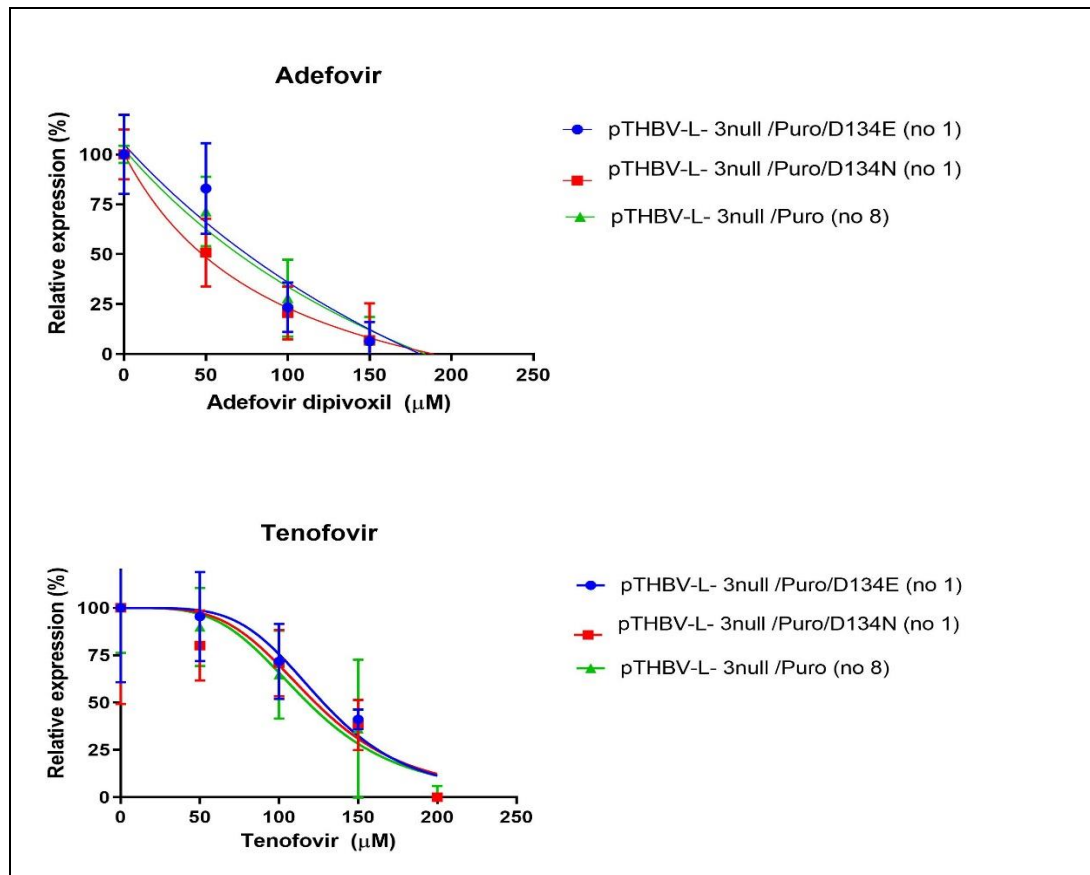 Adefovir
Relative expression (%)
100
75
50
25
0
0 50 100 150 200 250
Adefovir dipivoxil (μM)
pTHBV-L- 3null /Puro/D134E (no 1)
pTHBV-L- 3null /Puro/D134N (no 1)
pTHBV-L- 3null /Puro (no 8)
Tenofovir
Relative expression (%)
100
75
50
25
0
0 50 100 150 200 250
Tenofovir (μM)
pTHBV-L- 3null /Puro/D134E (no 1)
pTHBV-L- 3null /Puro/D134N (no 1)
pTHBV-L- 3null /Puro (no 8)